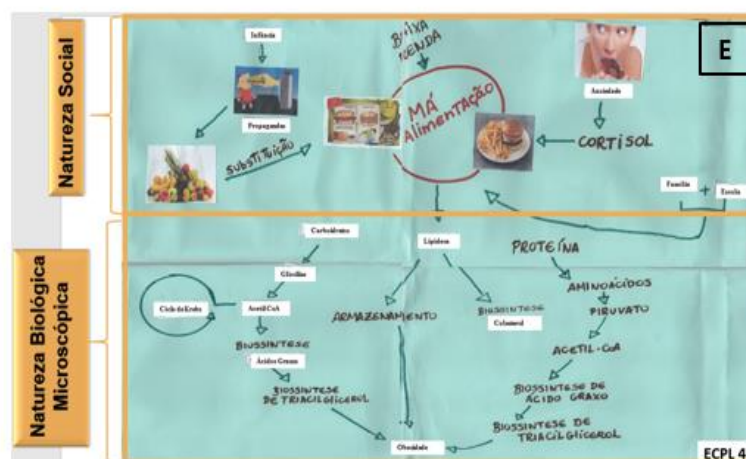 Natureza Social
E
Infância
Propagandas
SUBSTITUIÇÃO
BAIXA
RENDA
MÁ
Alimentação
Ansiedade
CORTISOL
Família + Escola
Natureza Biológica
Microscópica
Carboidratos
Glicólise
Ciclo de Krebs
Acetil CoA
BIOSSINTESE
Ácidos Graxos
BIOSSINTESE
DE TRIACILGLICEROL
Lipídeos
ARMAZENAMENTO
BIOSSINTESE
Colesterol
PROTEÍNA
AMINOÁCIDOS
PIRUVATO
ACETIL-COA
BIOSSINTESE DE
ÁCIDO GRAXO
BIOSSINTESE DE
TRIACILGLICEROL
Obesidade
ECPL 4